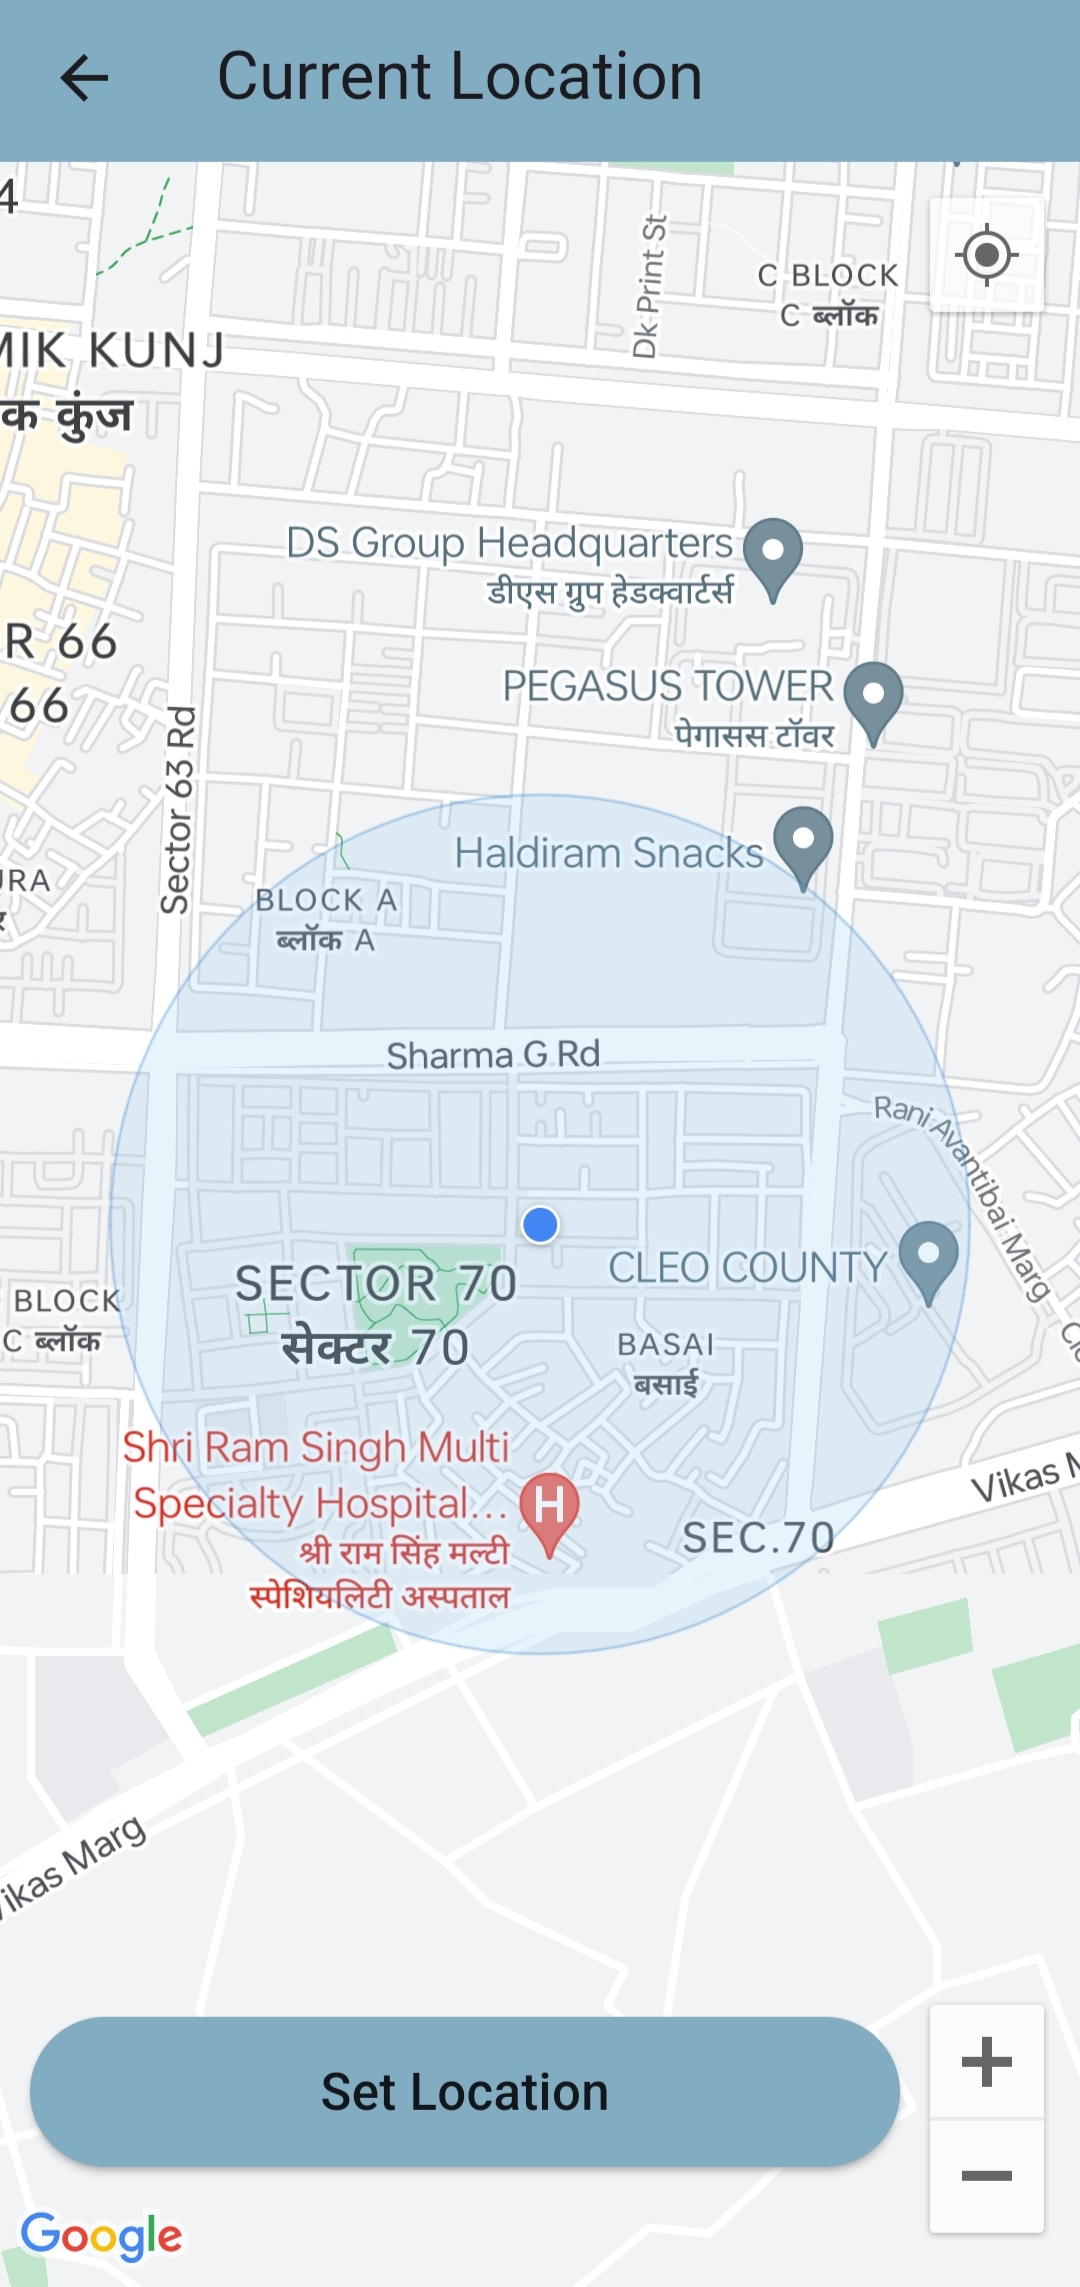 Current Location
4
Dk Print St
C BLOCK
C ब्लॉक
MIK KUNJ
क कुंज
DS Group Headquarters
डीएस ग्रुप हेडक्वार्टर्स
R 66
66
PEGASUS TOWER
पेगासस टॉवर
Sector 63 Rd
Haldiram Snacks
URA
BLOCK A
ब्लॉक A
Sharma G Rd
Rani Avantibai Marg
CLEO COUNTY
SECTOR 70
सेक्टर 70
BLOCK
C ब्लॉक
BASAI
बसाई
Shri Ram Singh Multi
Specialty Hospital...
श्री राम सिंह मल्टी
स्पेशियलिटी अस्पताल
H
Vikas M
SEC.70
Vikas Marg
Set Location
Google